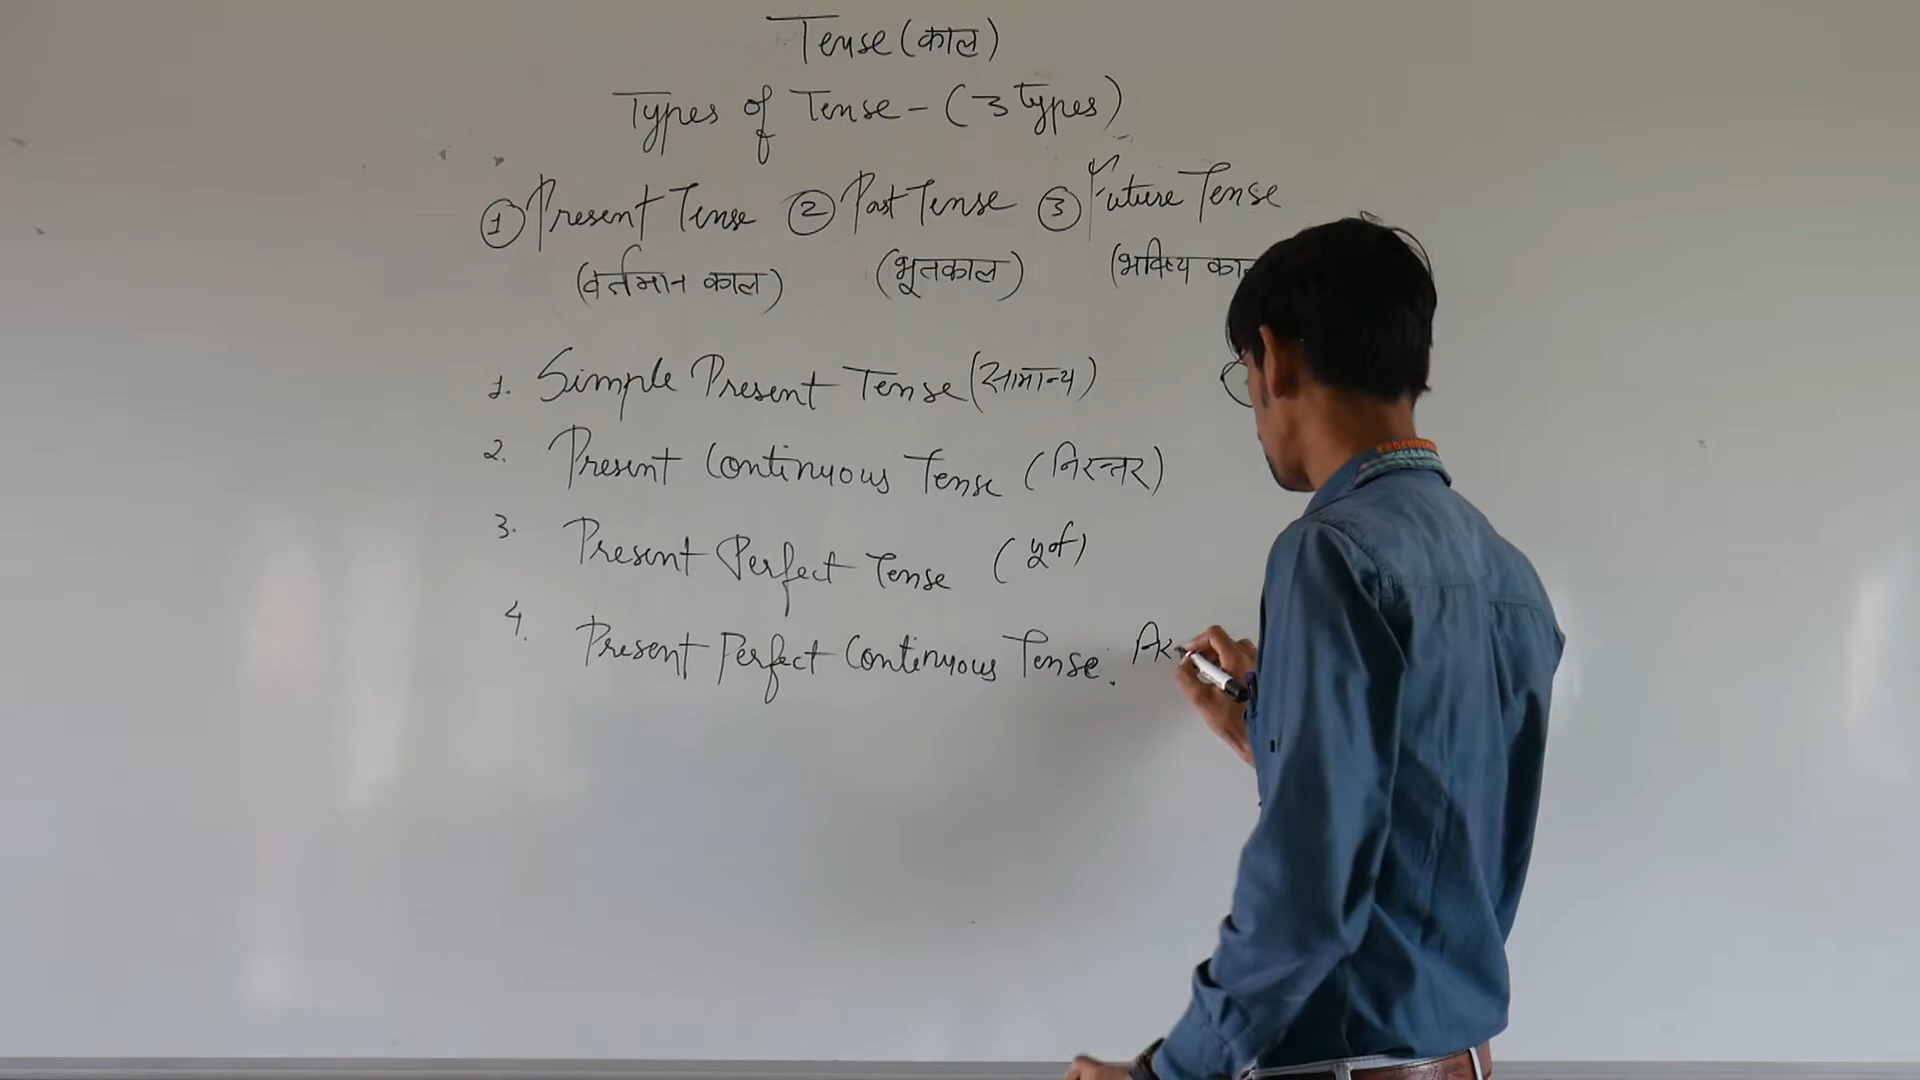 Tense (काल)
Types of Tense - (3 types)
① Present Tense ② Past Tense ③ Future Tense
(वर्तमान काल) (भूतकाल) (भविष्य काल
1. Simple Present Tense (सामान्य)
2. Present Continuous Tense (निरन्तर)
3. Present Perfect Tense (पूर्ण)
4. Present Perfect Continuous Tense.